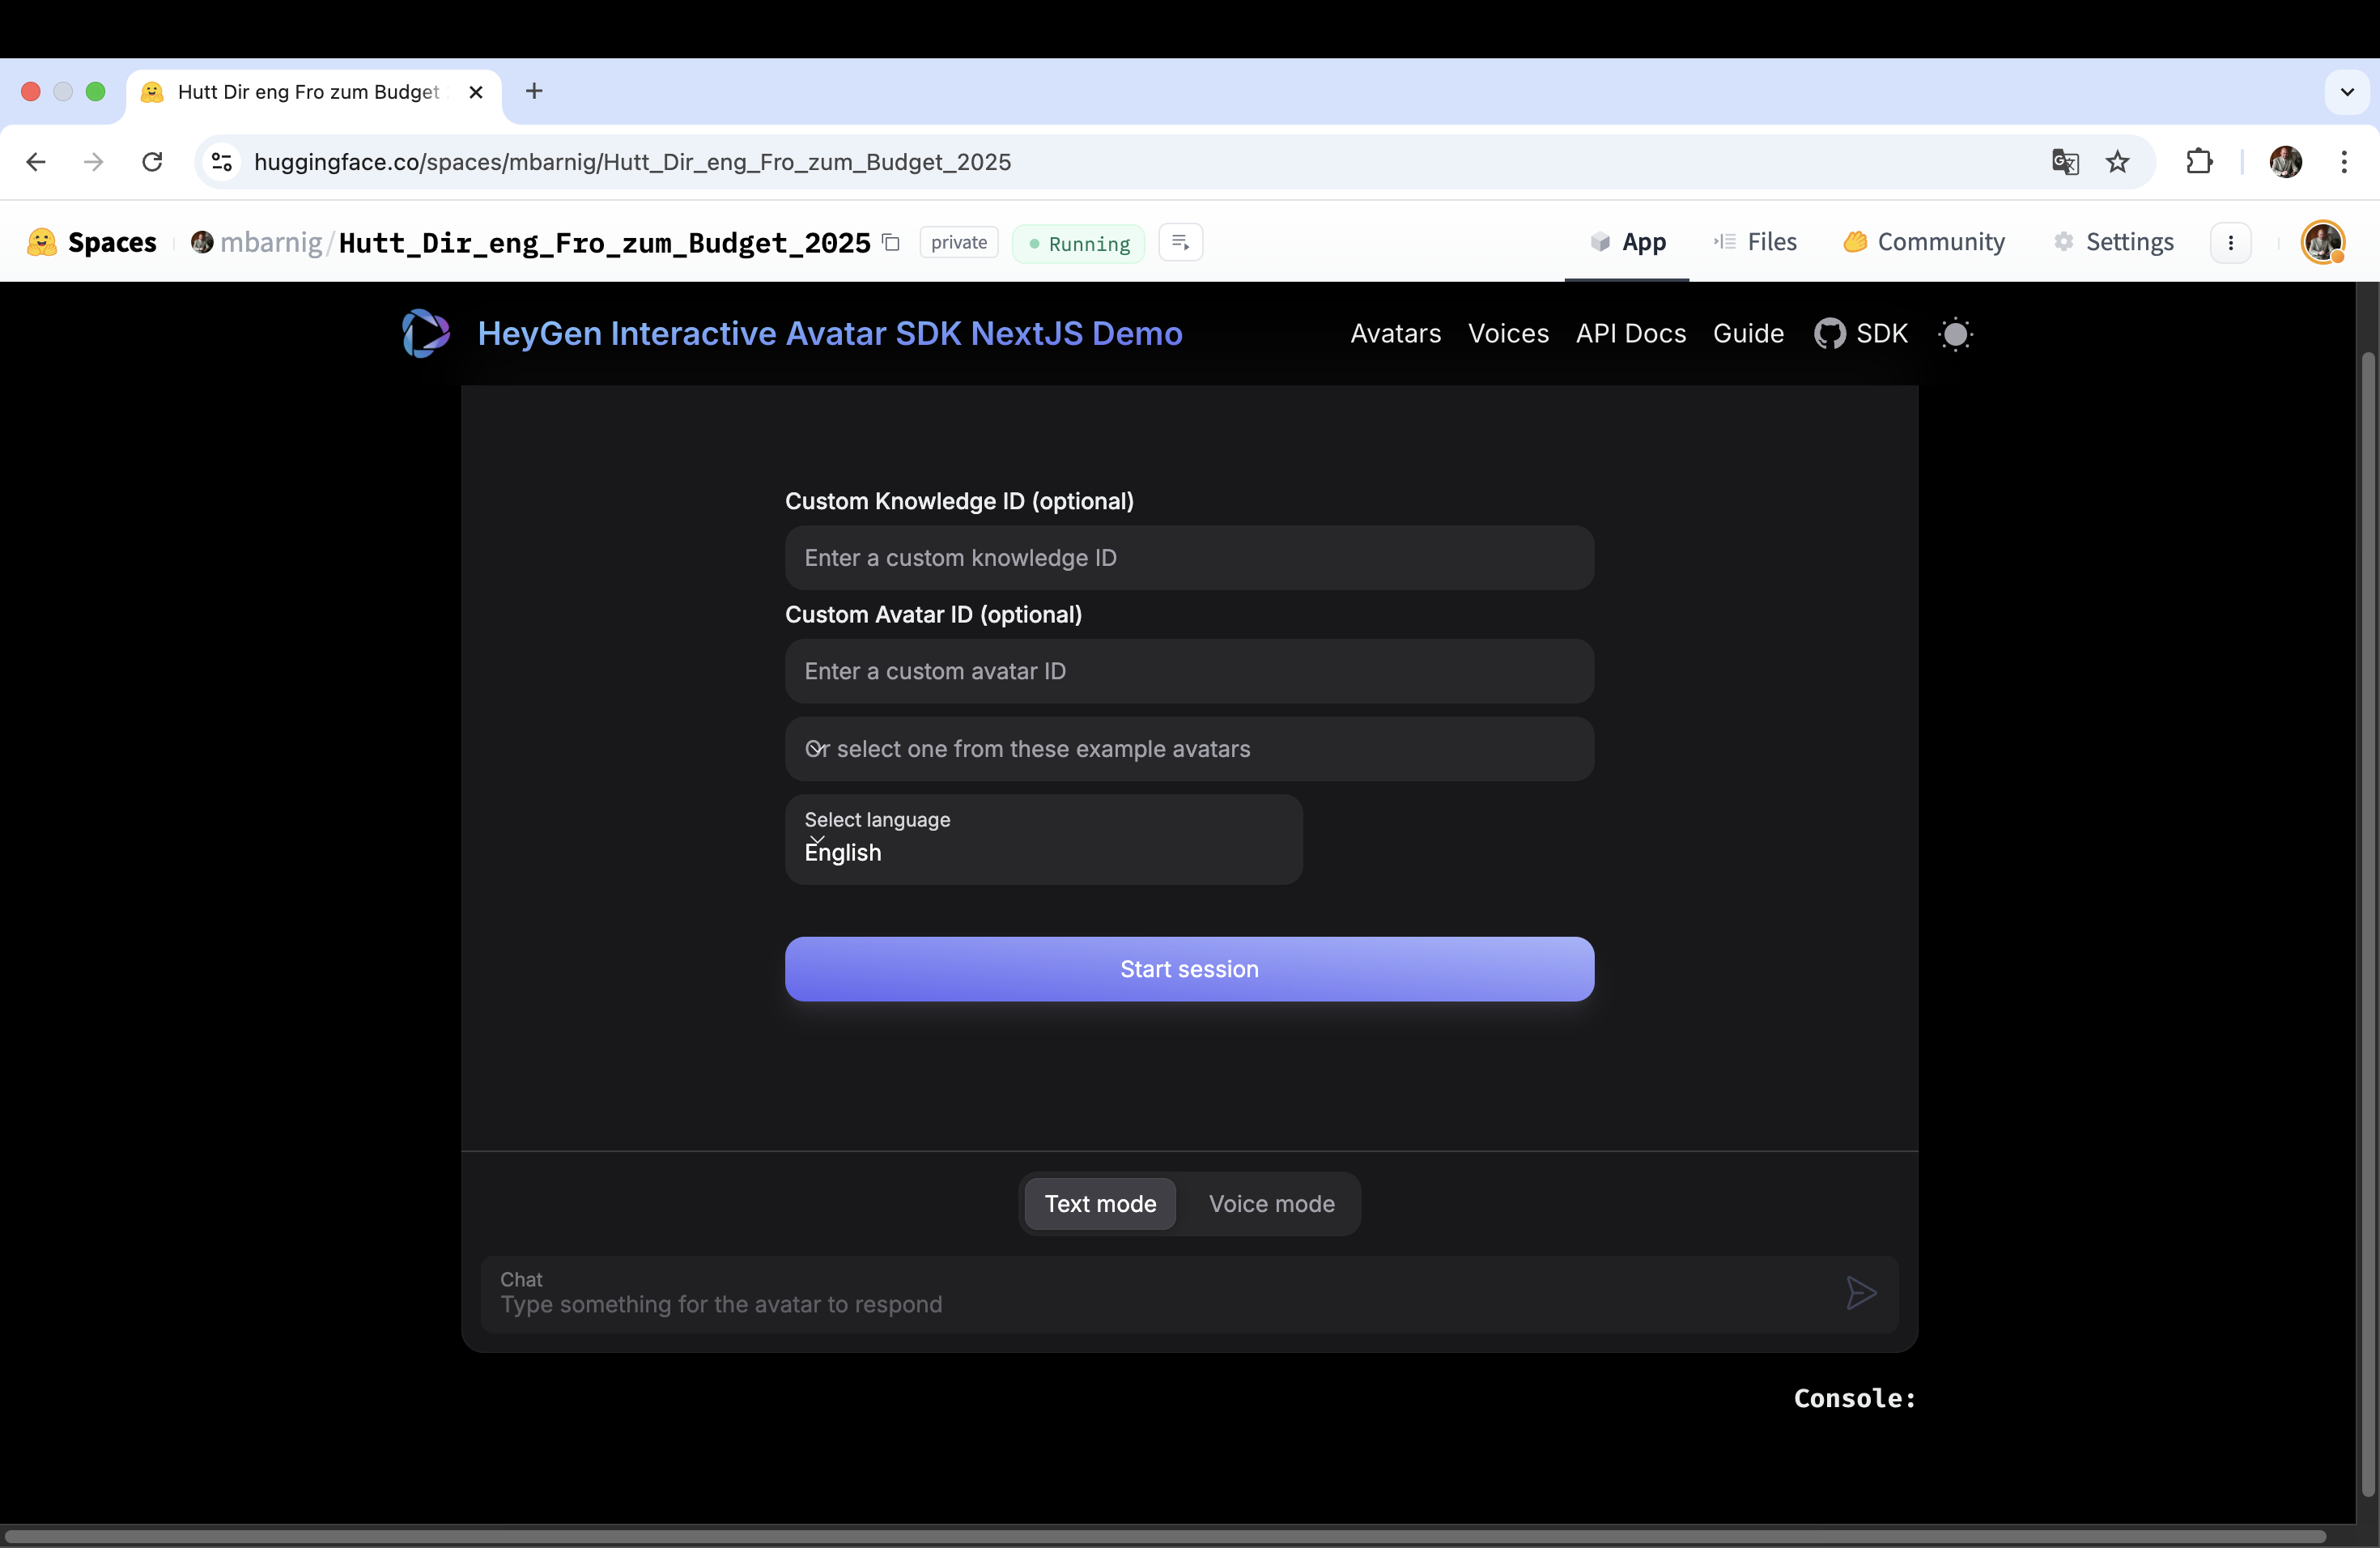 Hutt Dir eng Fro zum Budget
huggingface.co/spaces/mbarnig/Hutt_Dir_eng_Fro_zum_Budget_2025
Spaces mbarnig/Hutt_Dir_eng_Fro_zum_Budget_2025 private Running App Files Community Settings
HeyGen Interactive Avatar SDK NextJS Demo Avatars Voices API Docs Guide SDK
Custom Knowledge ID (optional)
Enter a custom knowledge ID
Custom Avatar ID (optional)
Enter a custom avatar ID
Or select one from these example avatars
Select language
English
Start session
Text mode Voice mode
Chat
Type something for the avatar to respond
Console: